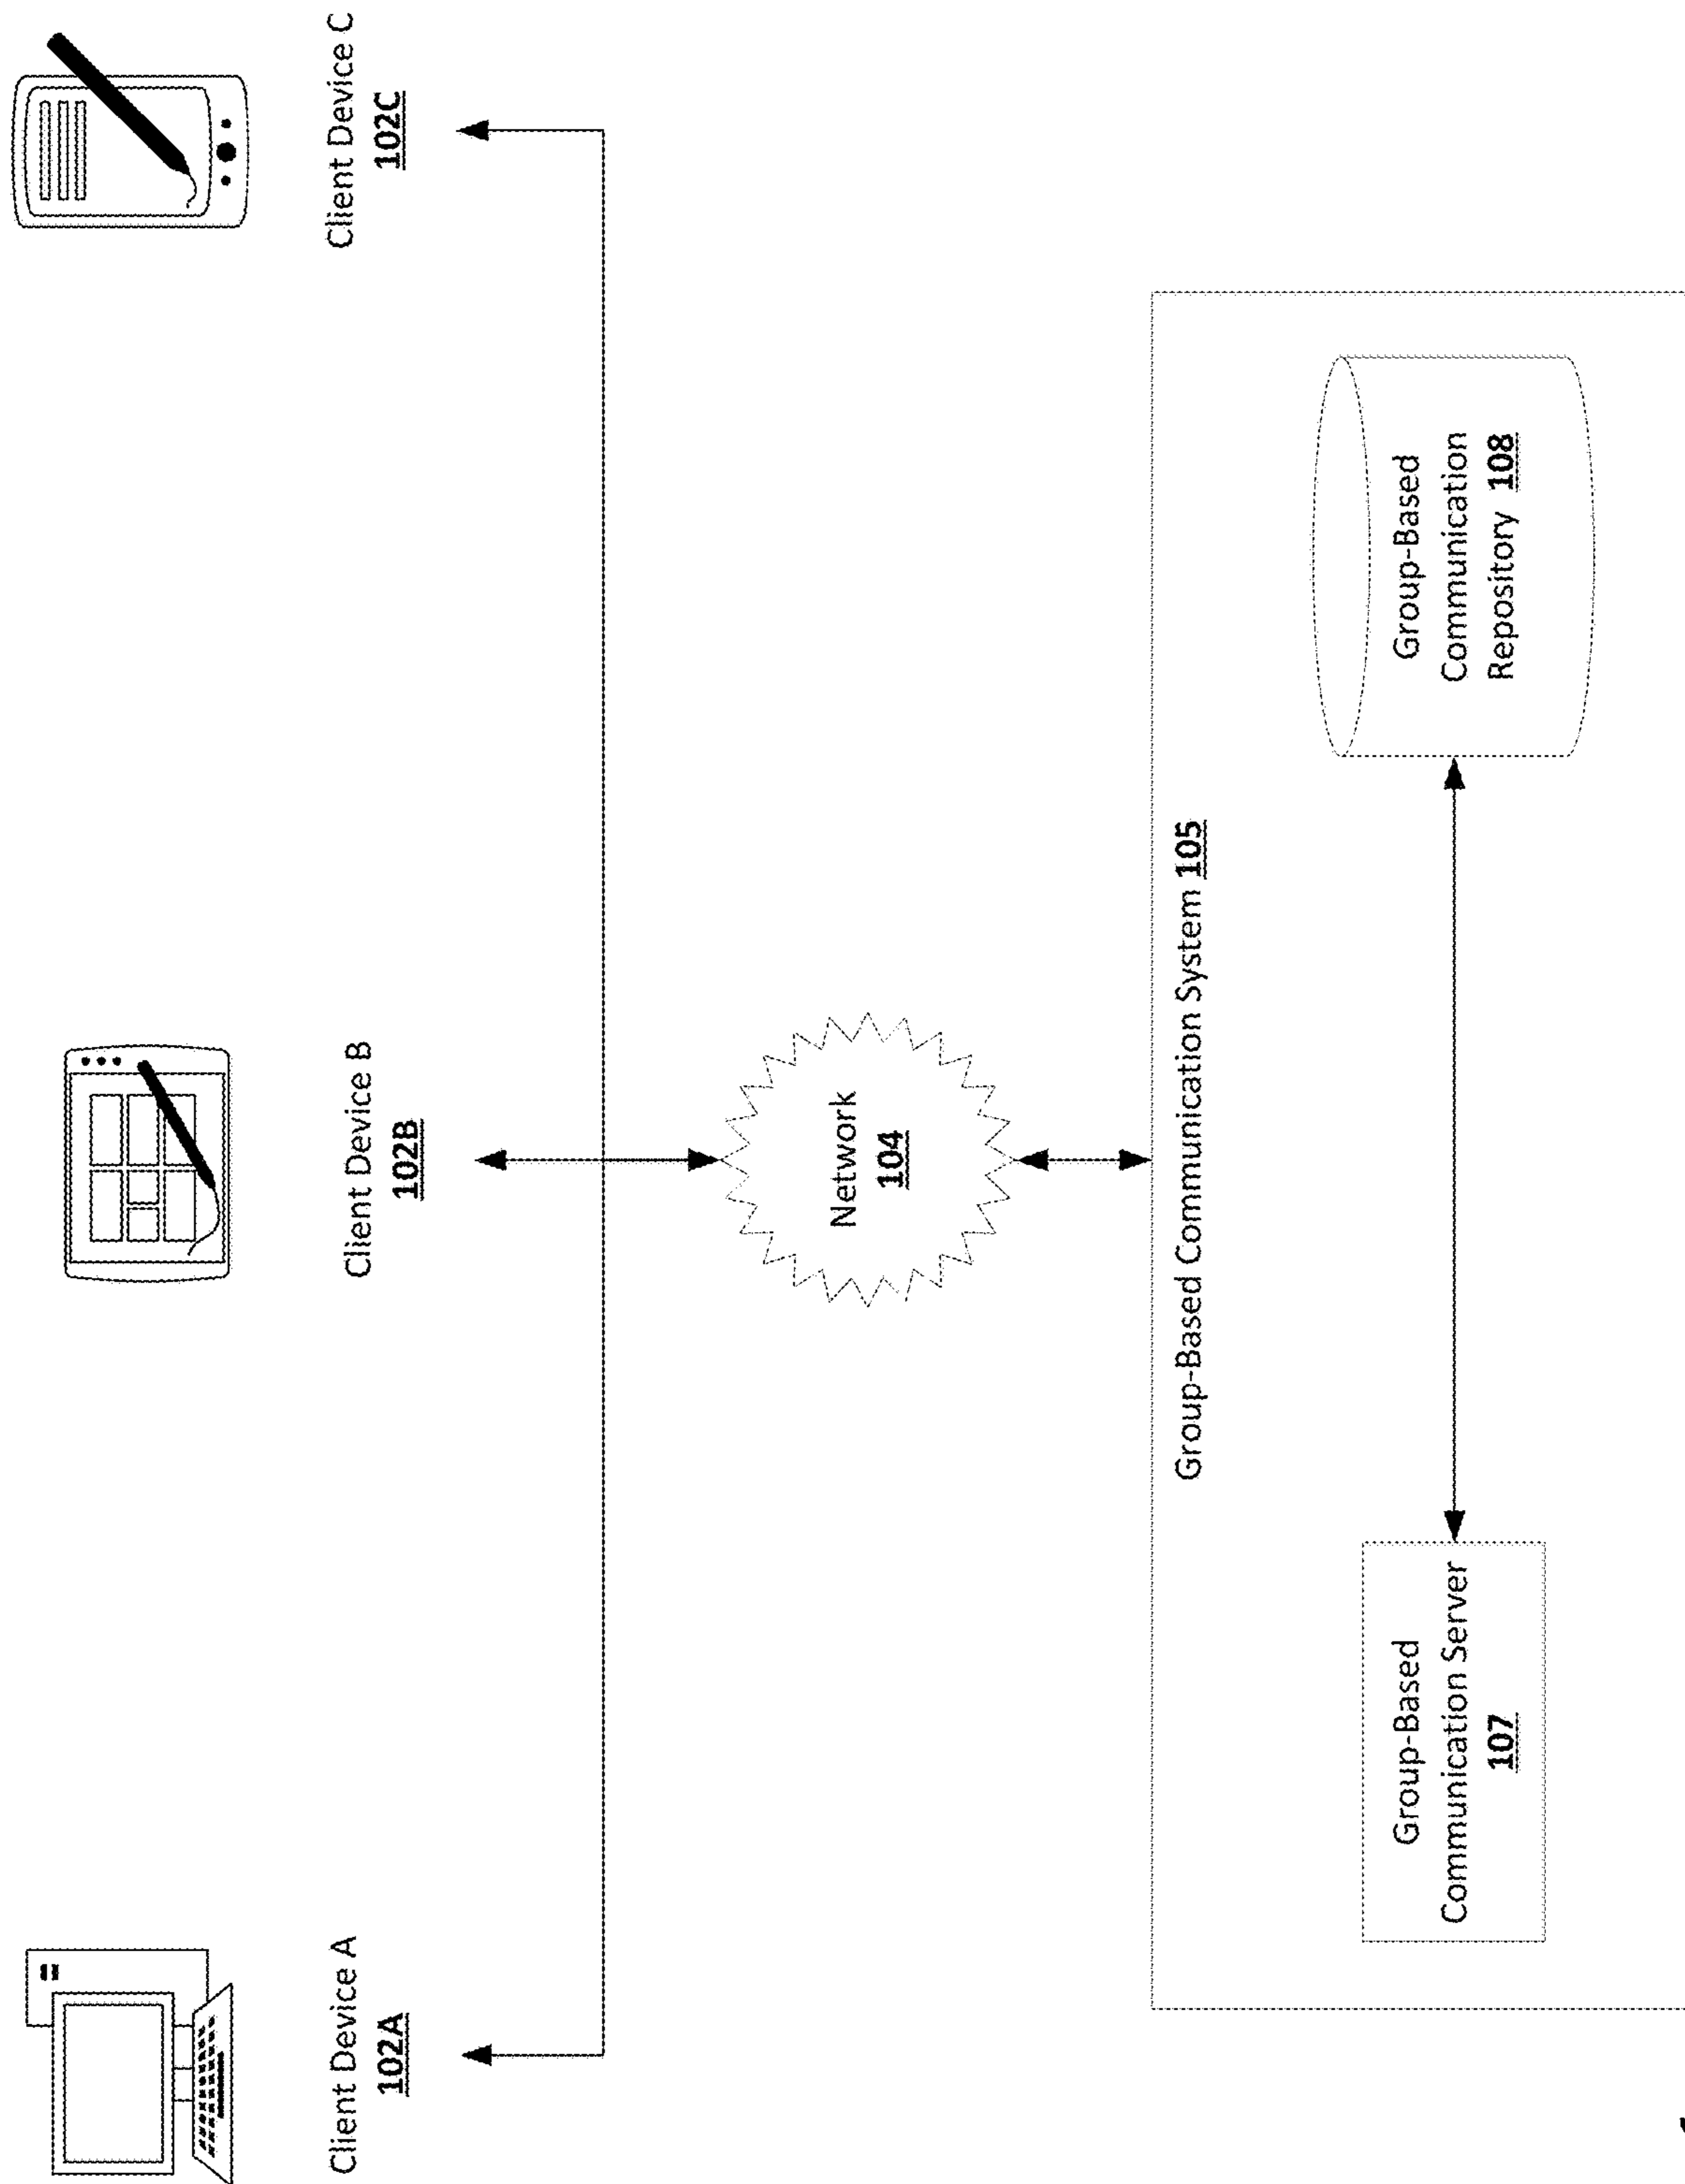 Client Device A
102A
Client Device B
102B
Client Device C
102C
Network
104
Group-Based Communication System 105
Group-Based
Communication Server
107
Group-Based
Communication
Repository 108